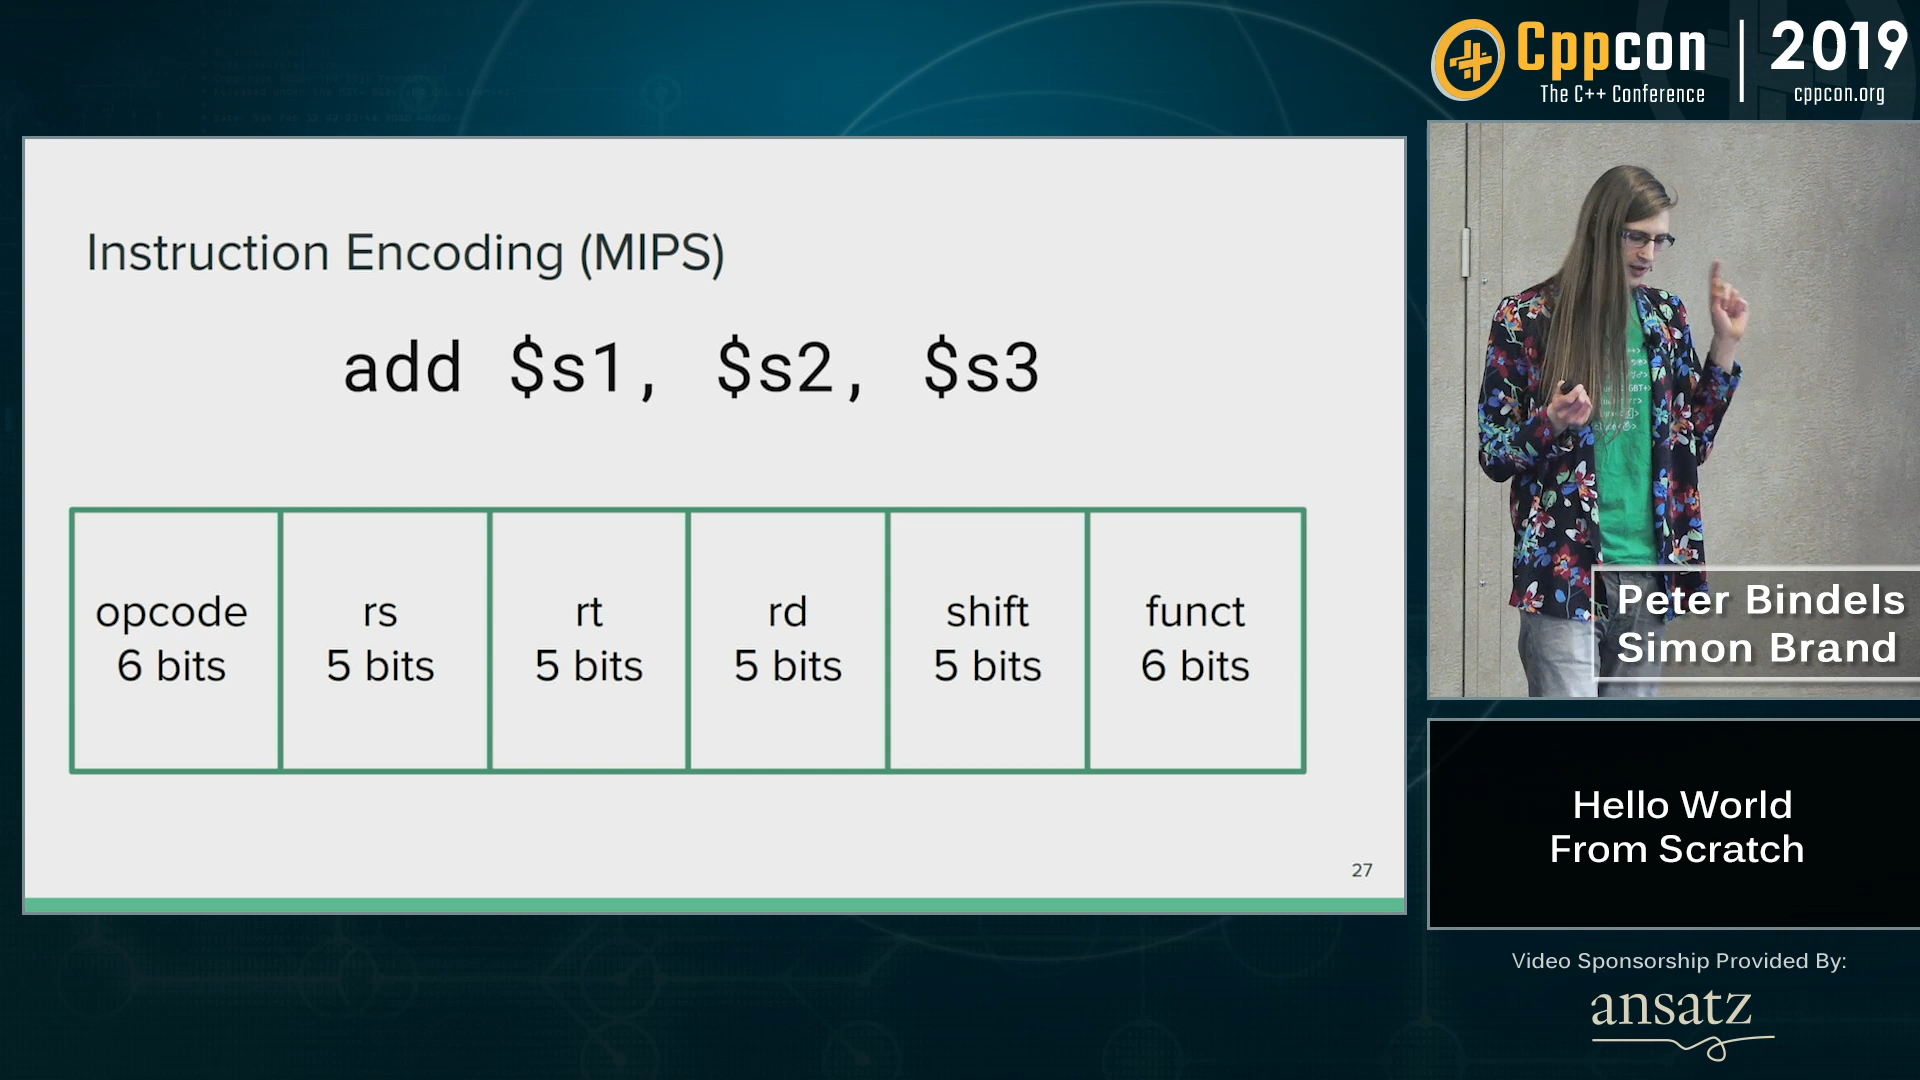 Cppcon
The C++ Conference
2019
cppcon.org
Instruction Encoding (MIPS)
add $s1, $s2, $s3
opcode
6 bits
rs
5 bits
rt
5 bits
rd
5 bits
shift
5 bits
funct
6 bits
27
Peter Bindels
Simon Brand
Hello World
From Scratch
Video Sponsorship Provided By:
ansatz